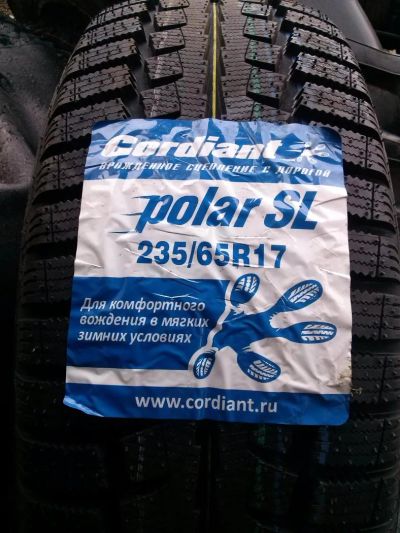 Cordiant
ВРОЖДЕННОЕ СЦЕПЛЕНИЕ С ДОРОГОЙ
polar SL
235/65R17
Для комфортного
вождения в мягких
зимних условиях
www.cordiant.ru